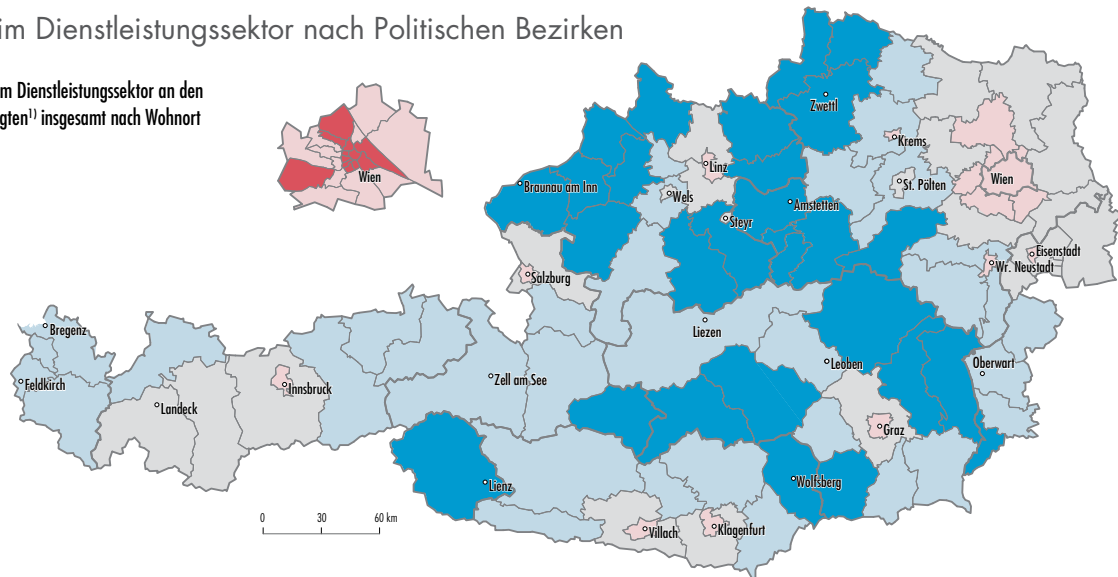 im Dienstleistungssektor nach Politischen Bezirken
m Dienstleistungssektor an den
gten¹⁾ insgesamt nach Wohnort
Wien
Zwettl
Krems
Linz
Wien
Braunau am Inn
St. Pölten
Wels
Amstetten
Steyr
Eisenstadt
Wr. Neustadt
Salzburg
Bregenz
Liezen
Leoben
Oberwart
Feldkirch
Innsbruck
Zell am See
Landeck
Graz
Lienz
Wolfsberg
0 30 60 km
Villach
Klagenfurt